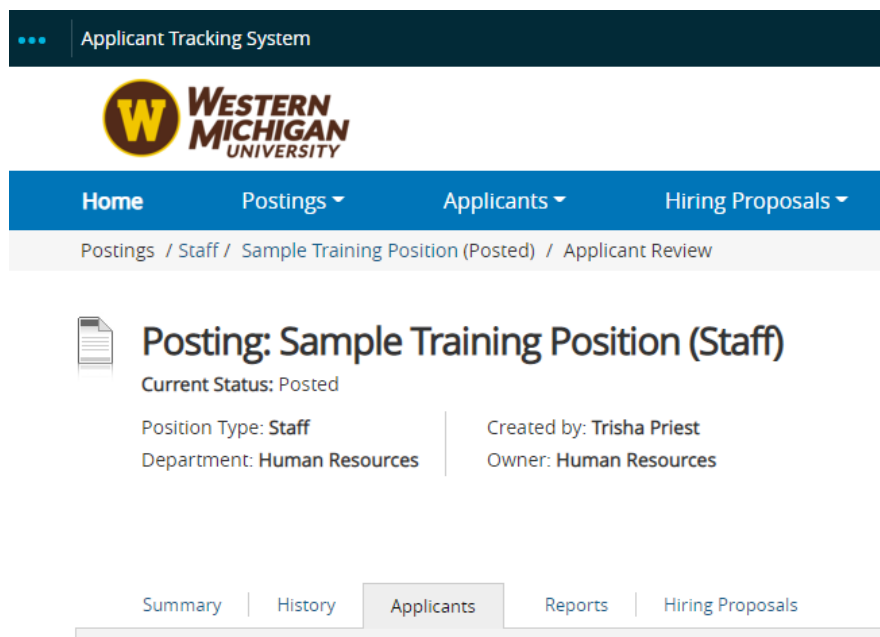 Applicant Tracking System
W WESTERN
MICHIGAN
UNIVERSITY
Home Postings Applicants Hiring Proposals
Postings / Staff / Sample Training Position (Posted) / Applicant Review
Posting: Sample Training Position (Staff)
Current Status: Posted
Position Type: Staff Created by: Trisha Priest
Department: Human Resources Owner: Human Resources
Summary History Applicants Reports Hiring Proposals